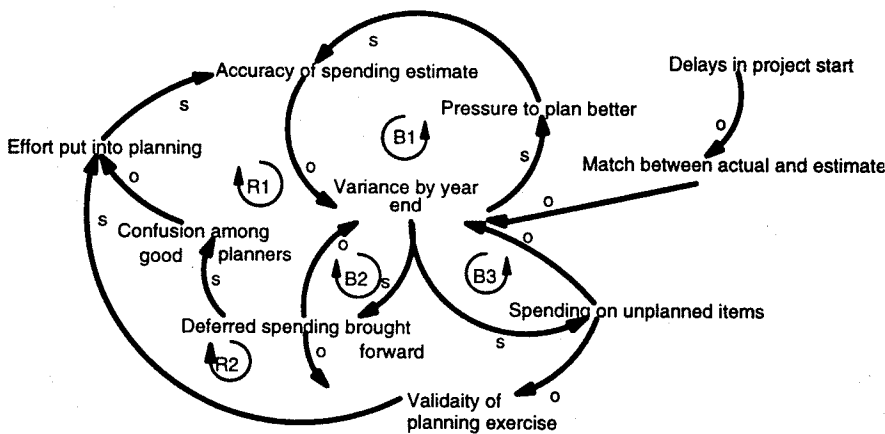 s
Accuracy of spending estimate
Delays in project start
s
Pressure to plan better
o
Effort put into planning
B1
s
Match between actual and estimate
o
o
R1
Variance by year
end
o
s
Confusion among
good planners
o
o
B2
s
B3
s
Spending on unplanned items
Deferred spending brought
forward
s
R2
o
o
Validaity of
planning exercise